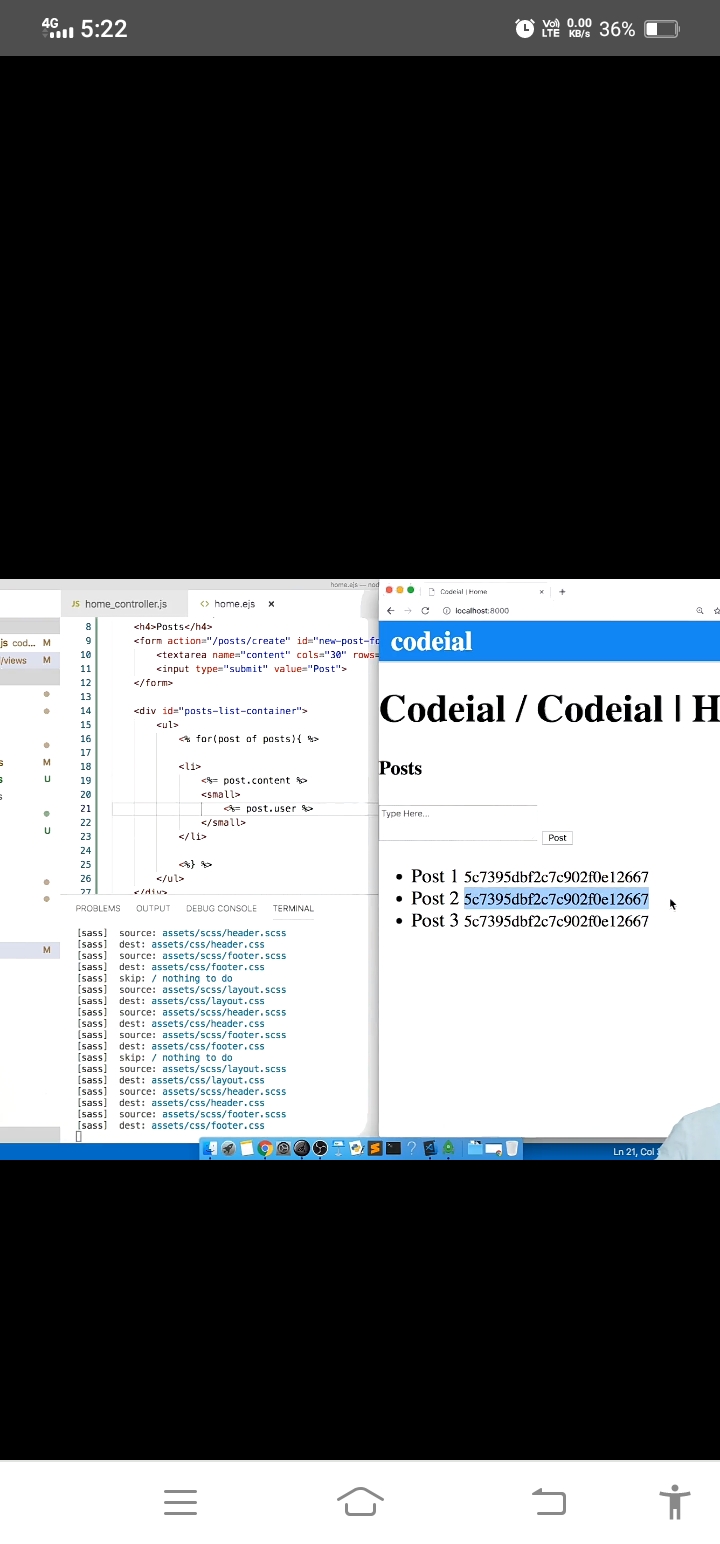 4G 5:22 Vo) LTE 0.00 KB/s 36%
home.ejs — nod
JS home_controller.js <> home.ejs ×
js cod... M
/views M
M
U
U
M
8 <h4>Posts</h4>
9 <form action="/posts/create" id="new-post-fo
10 <textarea name="content" cols="30" rows=
11 <input type="submit" value="Post">
12 </form>
13
14 <div id="posts-list-container">
15 <ul>
16 <% for(post of posts){ %>
17
18 <li>
19 <%= post.content %>
20 <small>
21 <%= post.user %>
22 </small>
23 </li>
24
25 <%} %>
26 </ul>
27 </div>
PROBLEMS OUTPUT DEBUG CONSOLE TERMINAL
[sass] source: assets/scss/header.scss
[sass] dest: assets/css/header.css
[sass] source: assets/scss/footer.scss
[sass] dest: assets/css/footer.css
[sass] skip: / nothing to do
[sass] source: assets/scss/layout.scss
[sass] dest: assets/css/layout.css
[sass] source: assets/scss/header.scss
[sass] dest: assets/css/header.css
[sass] source: assets/scss/footer.scss
[sass] dest: assets/css/footer.css
[sass] skip: / nothing to do
[sass] source: assets/scss/layout.scss
[sass] dest: assets/css/layout.css
[sass] source: assets/scss/header.scss
[sass] dest: assets/css/header.css
[sass] source: assets/scss/footer.scss
[sass] dest: assets/css/footer.css
Codeial | Home × +
localhost:8000
codeial
Codeial / Codeial | H
Posts
Type Here...
Post
• Post 1 5c7395dbf2c7c902f0e12667
• Post 2 5c7395dbf2c7c902f0e12667
• Post 3 5c7395dbf2c7c902f0e12667
Ln 21, Col